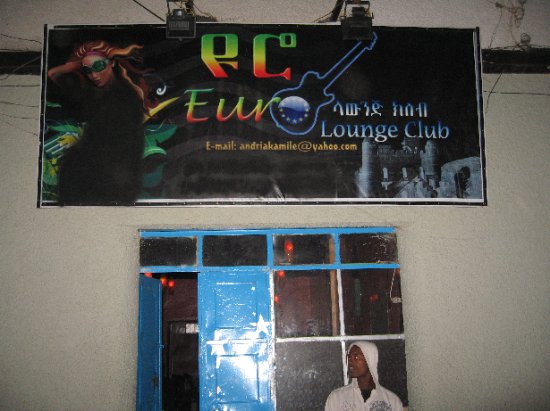 ዩሮ
Euro
ላውንጅ ክለብ
Lounge Club
E-mail: andriakamile@yahoo.com